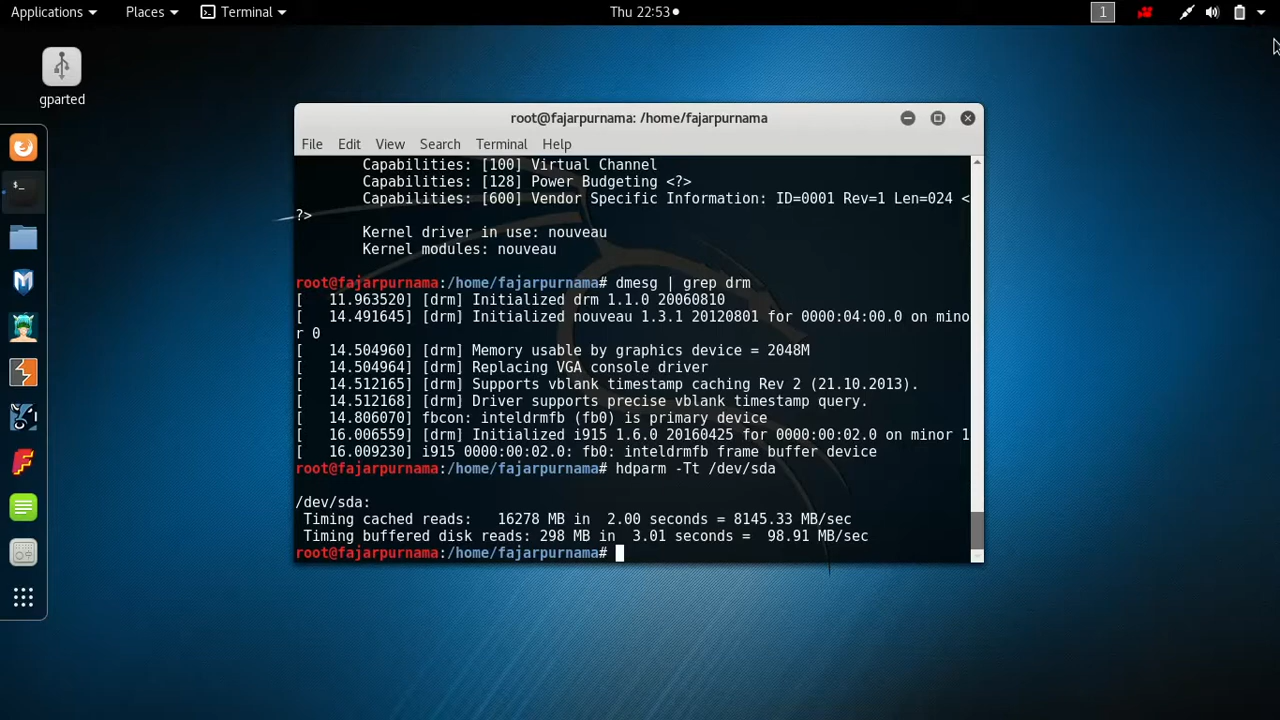 Applications Places Terminal Thu 22:53 1
gparted
root@fajarpurnama: /home/fajarpurnama
File Edit View Search Terminal Help
Capabilities: [100] Virtual Channel
Capabilities: [128] Power Budgeting <?>
Capabilities: [600] Vendor Specific Information: ID=0001 Rev=1 Len=024 <
?>
Kernel driver in use: nouveau
Kernel modules: nouveau
root@fajarpurnama:/home/fajarpurnama# dmesg | grep drm
[   11.963520] [drm] Initialized drm 1.1.0 20060810
[   14.491645] [drm] Initialized nouveau 1.3.1 20120801 for 0000:04:00.0 on mino
r 0
[   14.504960] [drm] Memory usable by graphics device = 2048M
[   14.504964] [drm] Replacing VGA console driver
[   14.512165] [drm] Supports vblank timestamp caching Rev 2 (21.10.2013).
[   14.512168] [drm] Driver supports precise vblank timestamp query.
[   14.806070] fbcon: inteldrmfb (fb0) is primary device
[   16.006559] [drm] Initialized i915 1.6.0 20160425 for 0000:00:02.0 on minor 1
[   16.009230] i915 0000:00:02.0: fb0: inteldrmfb frame buffer device
root@fajarpurnama:/home/fajarpurnama# hdparm -Tt /dev/sda
/dev/sda:
Timing cached reads:   16278 MB in  2.00 seconds = 8145.33 MB/sec
Timing buffered disk reads: 298 MB in  3.01 seconds =  98.91 MB/sec
root@fajarpurnama:/home/fajarpurnama#